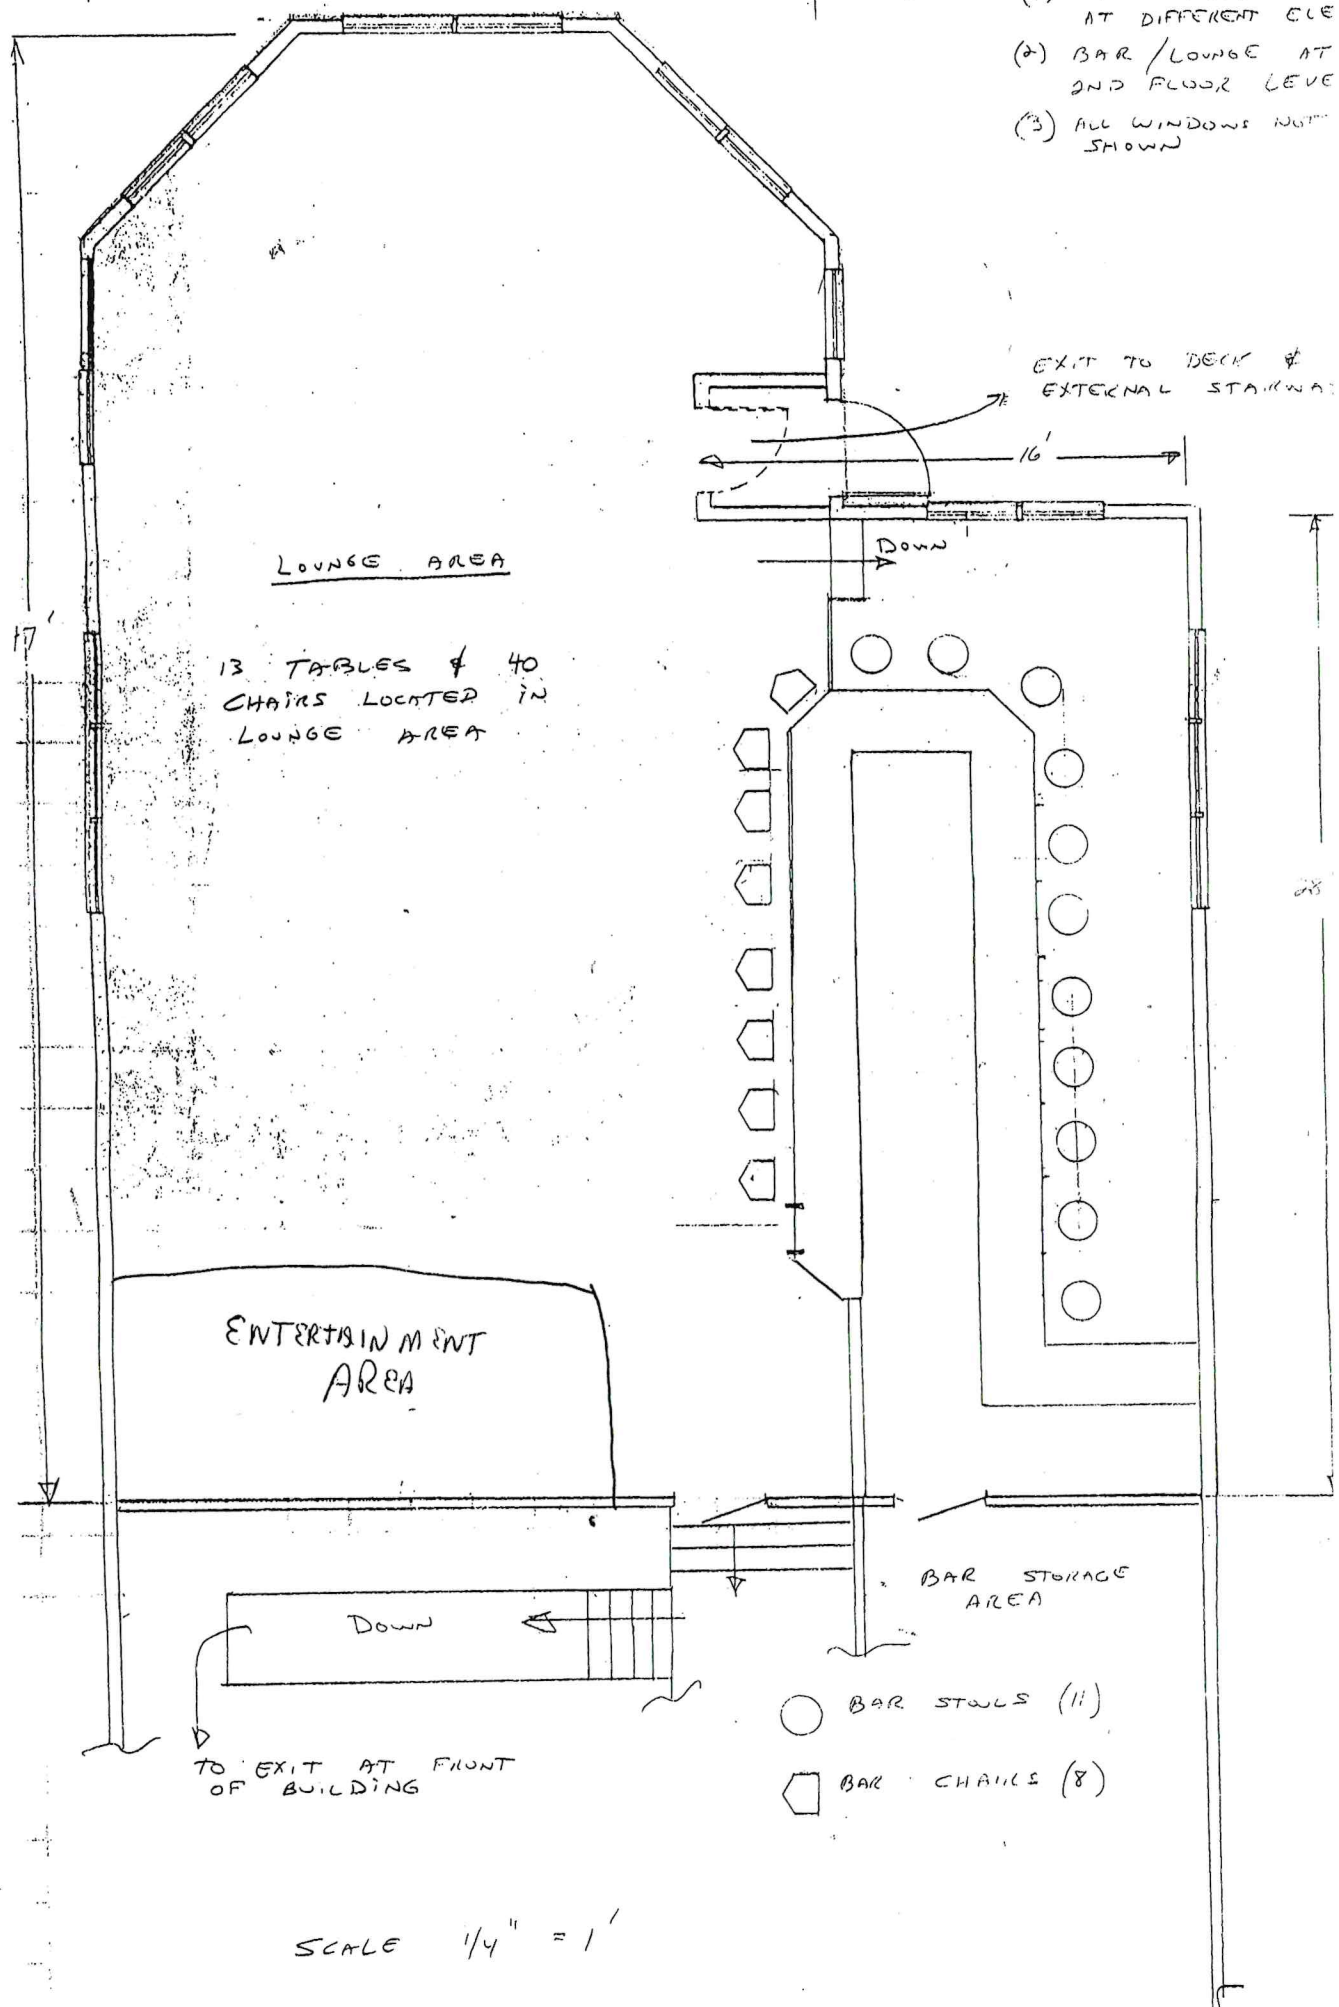 AT DIFFERENT ELE
(2) BAR / LOUNGE AT
2ND FLOOR LEVE
(3) ALL WINDOWS NOT
SHOWN
EXIT TO DECK &
EXTERNAL STAIRWA
16'
DOWN
LOUNGE AREA
13 TABLES & 40
CHAIRS LOCATED IN
LOUNGE AREA
28
ENTERTAINMENT
AREA
BAR STORAGE
AREA
DOWN
BAR STOOLS (11)
TO EXIT AT FRONT
OF BUILDING
BAR CHAIRS (8)
SCALE 1/4" = 1'